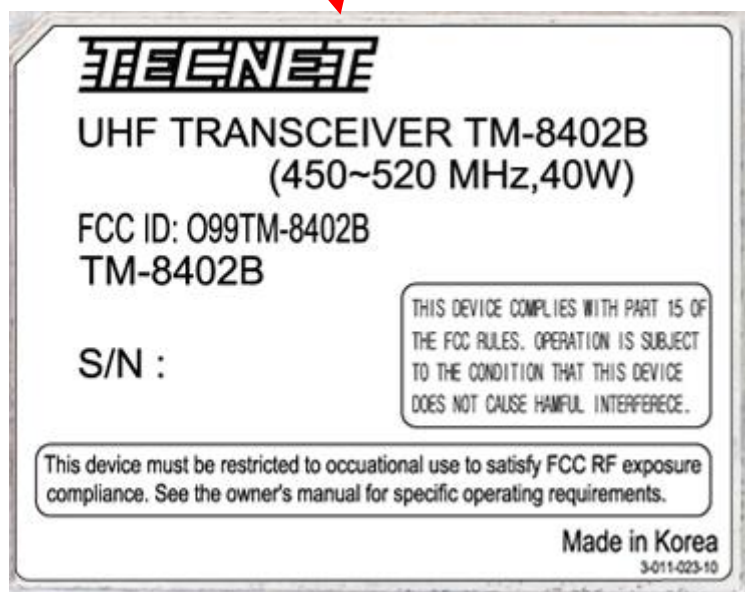 TECNET
UHF TRANSCEIVER TM-8402B
(450~520 MHz,40W)
FCC ID: O99TM-8402B
TM-8402B
THIS DEVICE COMPLIES WITH PART 15 OF
THE FCC RULES. OPERATION IS SUBJECT
TO THE CONDITION THAT THIS DEVICE
DOES NOT CAUSE HAMFUL INTERFERECE.
S/N :
This device must be restricted to occuational use to satisfy FCC RF exposure
compliance. See the owner's manual for specific operating requirements.
Made in Korea
3-011-023-10